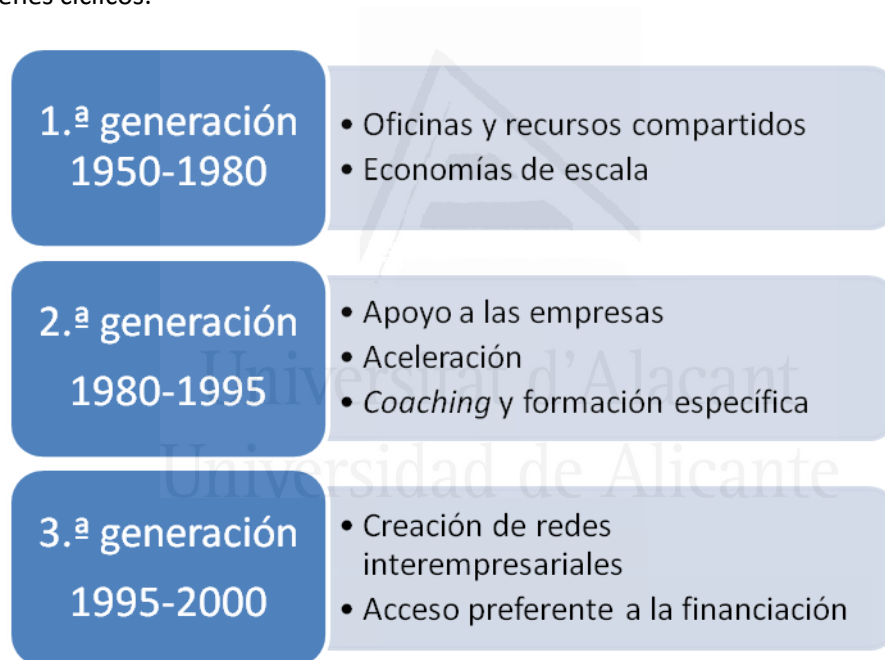 cíclicos.
1.ª generación
1950-1980
• Oficinas y recursos compartidos
• Economías de escala
2.ª generación
1980-1995
• Apoyo a las empresas
• Aceleración
• Coaching y formación específica
Universitat d'Alacant
Universidad de Alicante
3.ª generación
1995-2000
• Creación de redes
interempresariales
• Acceso preferente a la financiación